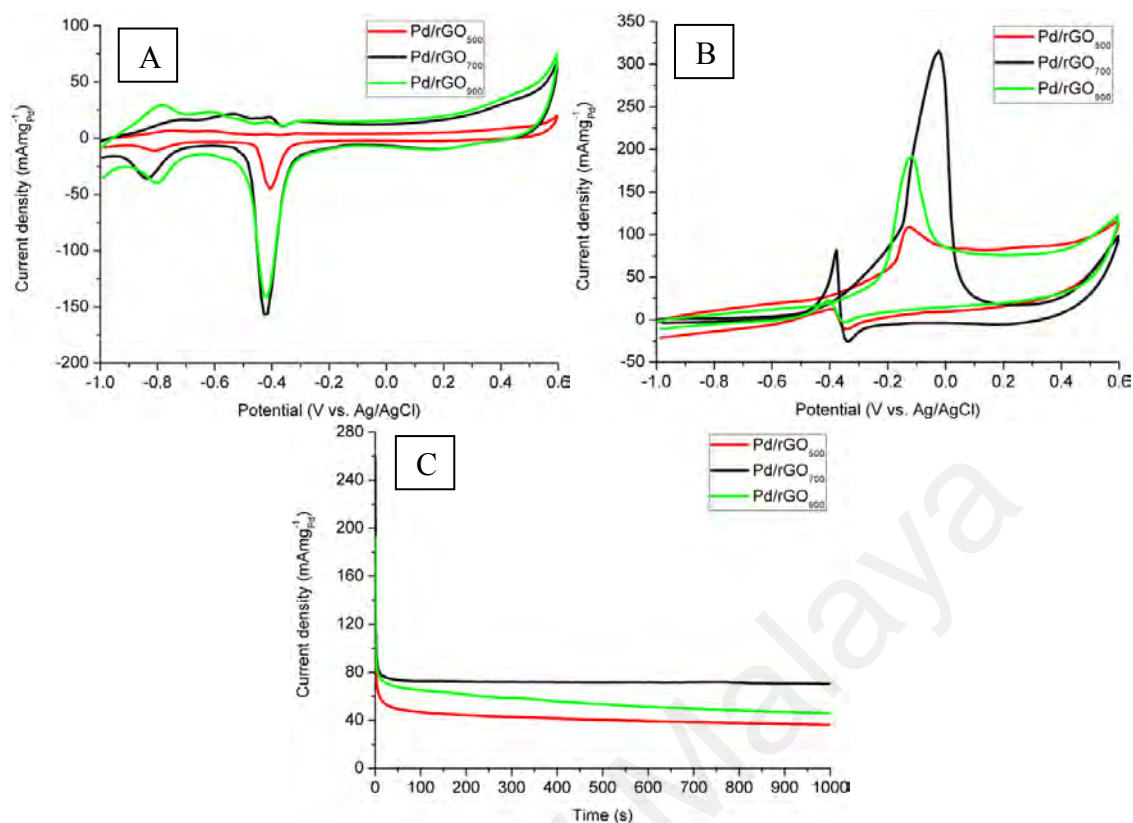 A
Pd/rGO500
Pd/rGO700
Pd/rGO900
100
50
0
-50
-100
-150
-200
Current density (mAmg⁻¹Pd)
-1.0 -0.8 -0.6 -0.4 -0.2 0.0 0.2 0.4 0.6
Potential (V vs. Ag/AgCl)
B
Pd/rGO500
Pd/rGO700
Pd/rGO900
350
300
250
200
150
100
50
0
-50
Current density (mAmg⁻¹Pd)
-1.0 -0.8 -0.6 -0.4 -0.2 0.0 0.2 0.4 0.6
Potential (V vs. Ag/AgCl)
C
Pd/rGO500
Pd/rGO700
Pd/rGO900
280
240
200
160
120
80
40
0
Current density (mAmg⁻¹Pd)
0 100 200 300 400 500 600 700 800 900 1000
Time (s)
Malaya